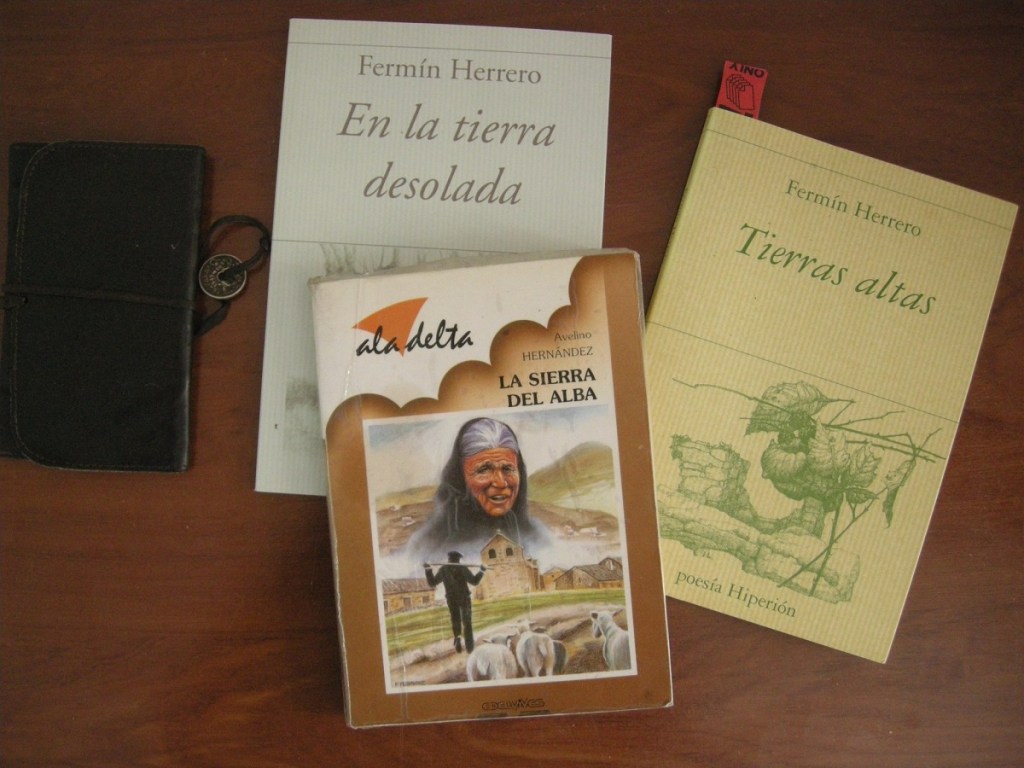 Fermín Herrero
En la tierra
desolada
ala delta
Avelino
HERNÁNDEZ
LA SIERRA
DEL ALBA
ONLY
Fermín Herrero
Tierras altas
poesía Hiperión